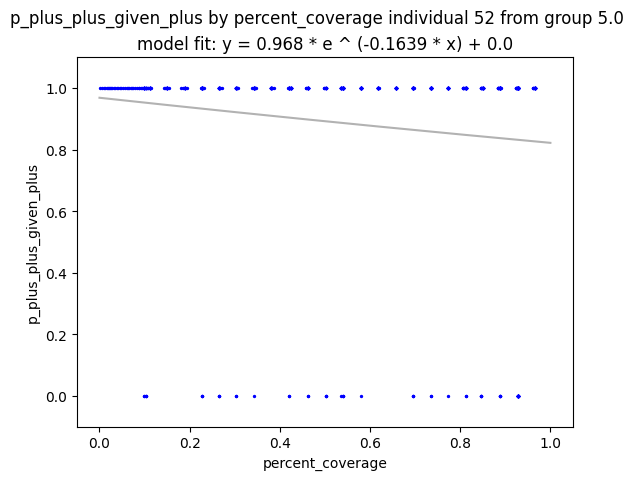 p_plus_plus_given_plus by percent_coverage individual 52 from group 5.0
model fit: y = 0.968 * e ^ (-0.1639 * x) + 0.0
1.0
0.8
0.6
0.4
0.2
0.0
p_plus_plus_given_plus
0.0 0.2 0.4 0.6 0.8 1.0
percent_coverage